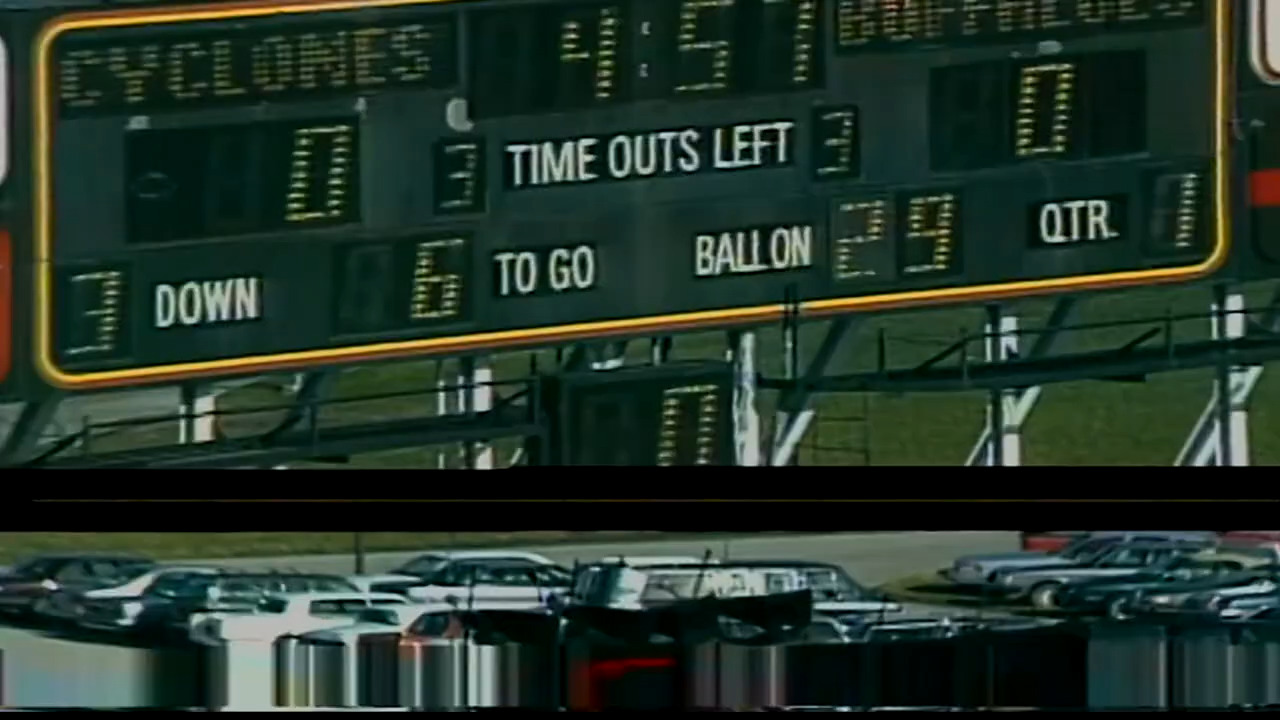 CYCLONES 4:57 BUFFALOES
0 3 TIME OUTS LEFT 3 0
3 DOWN 6 TO GO BALL ON 29 QTR. 1
0